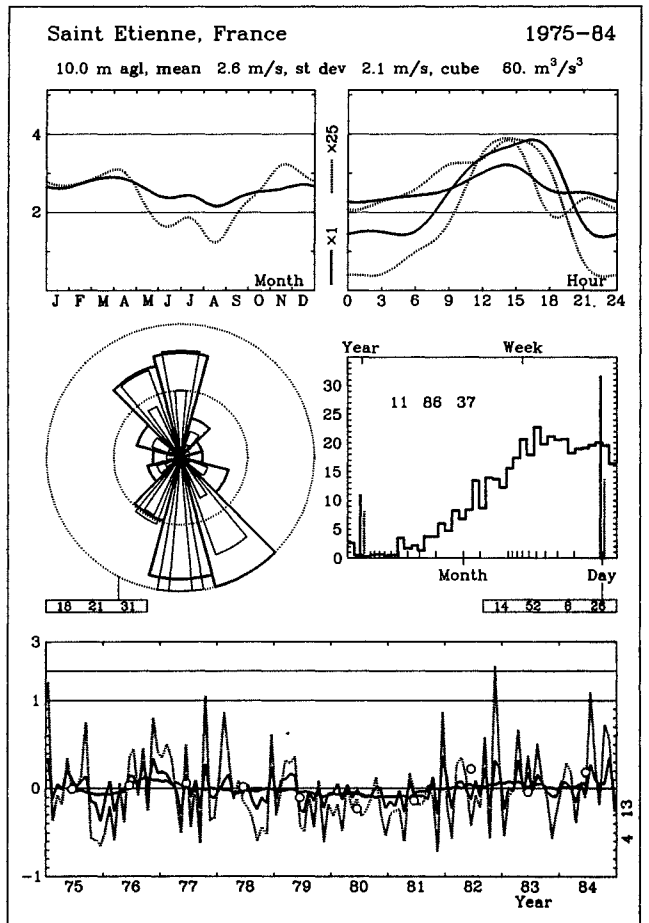 Saint Etienne, France 1975-84
10.0 m agl, mean 2.6 m/s, st dev 2.1 m/s, cube 60. m³/s³
4
2
×25
×1
Month
Hour
J F M A M J J A S O N D
0 3 6 9 12 15 18 21. 24
Year Week
30
25
20
15
10
5
0
11 86 37
Month Day
18 21 31
14 52 8 26
3
1
0
-1
4 13
75 76 77 78 79 80 81 82 83 84
Year